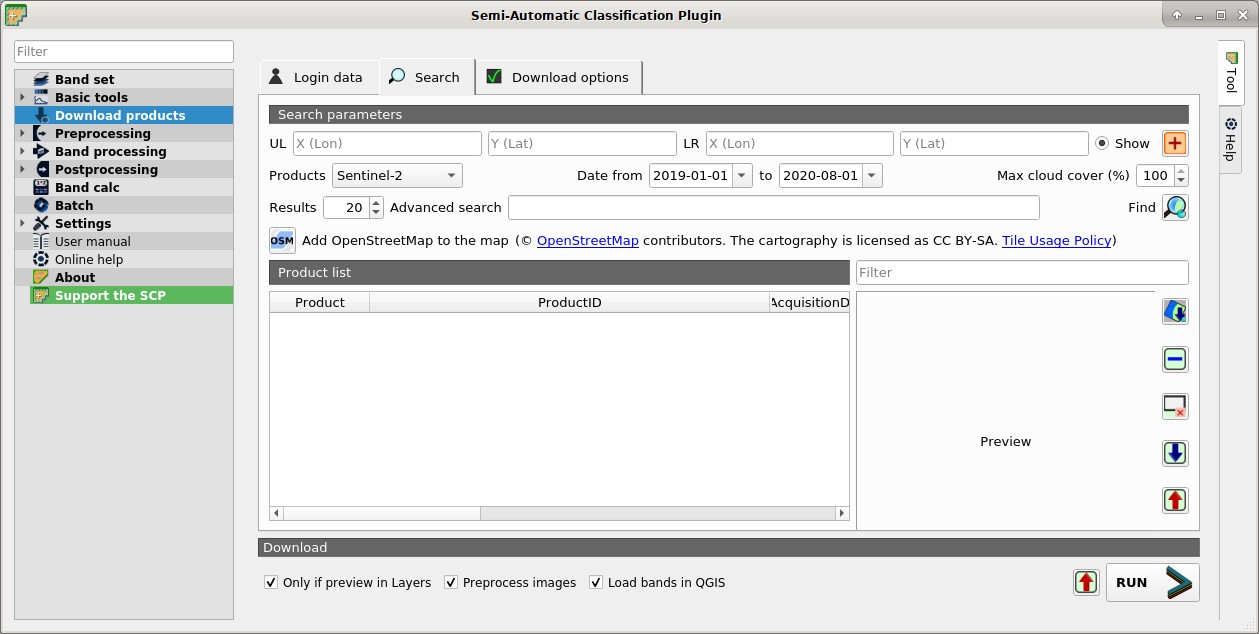 Semi-Automatic Classification Plugin
Filter
Band set
Basic tools
Download products
Preprocessing
Band processing
Postprocessing
Band calc
Batch
Settings
User manual
Online help
About
Support the SCP
Login data Search Download options
Search parameters
UL X (Lon) Y (Lat) LR X (Lon) Y (Lat) Show
Products Sentinel-2 Date from 2019-01-01 to 2020-08-01 Max cloud cover (%) 100
Results 20 Advanced search Find
OSM Add OpenStreetMap to the map (© OpenStreetMap contributors. The cartography is licensed as CC BY-SA. Tile Usage Policy)
Product list Filter
Product ProductID AcquisitionD
Preview
Download
Only if preview in Layers Preprocess images Load bands in QGIS RUN
Tool
Help